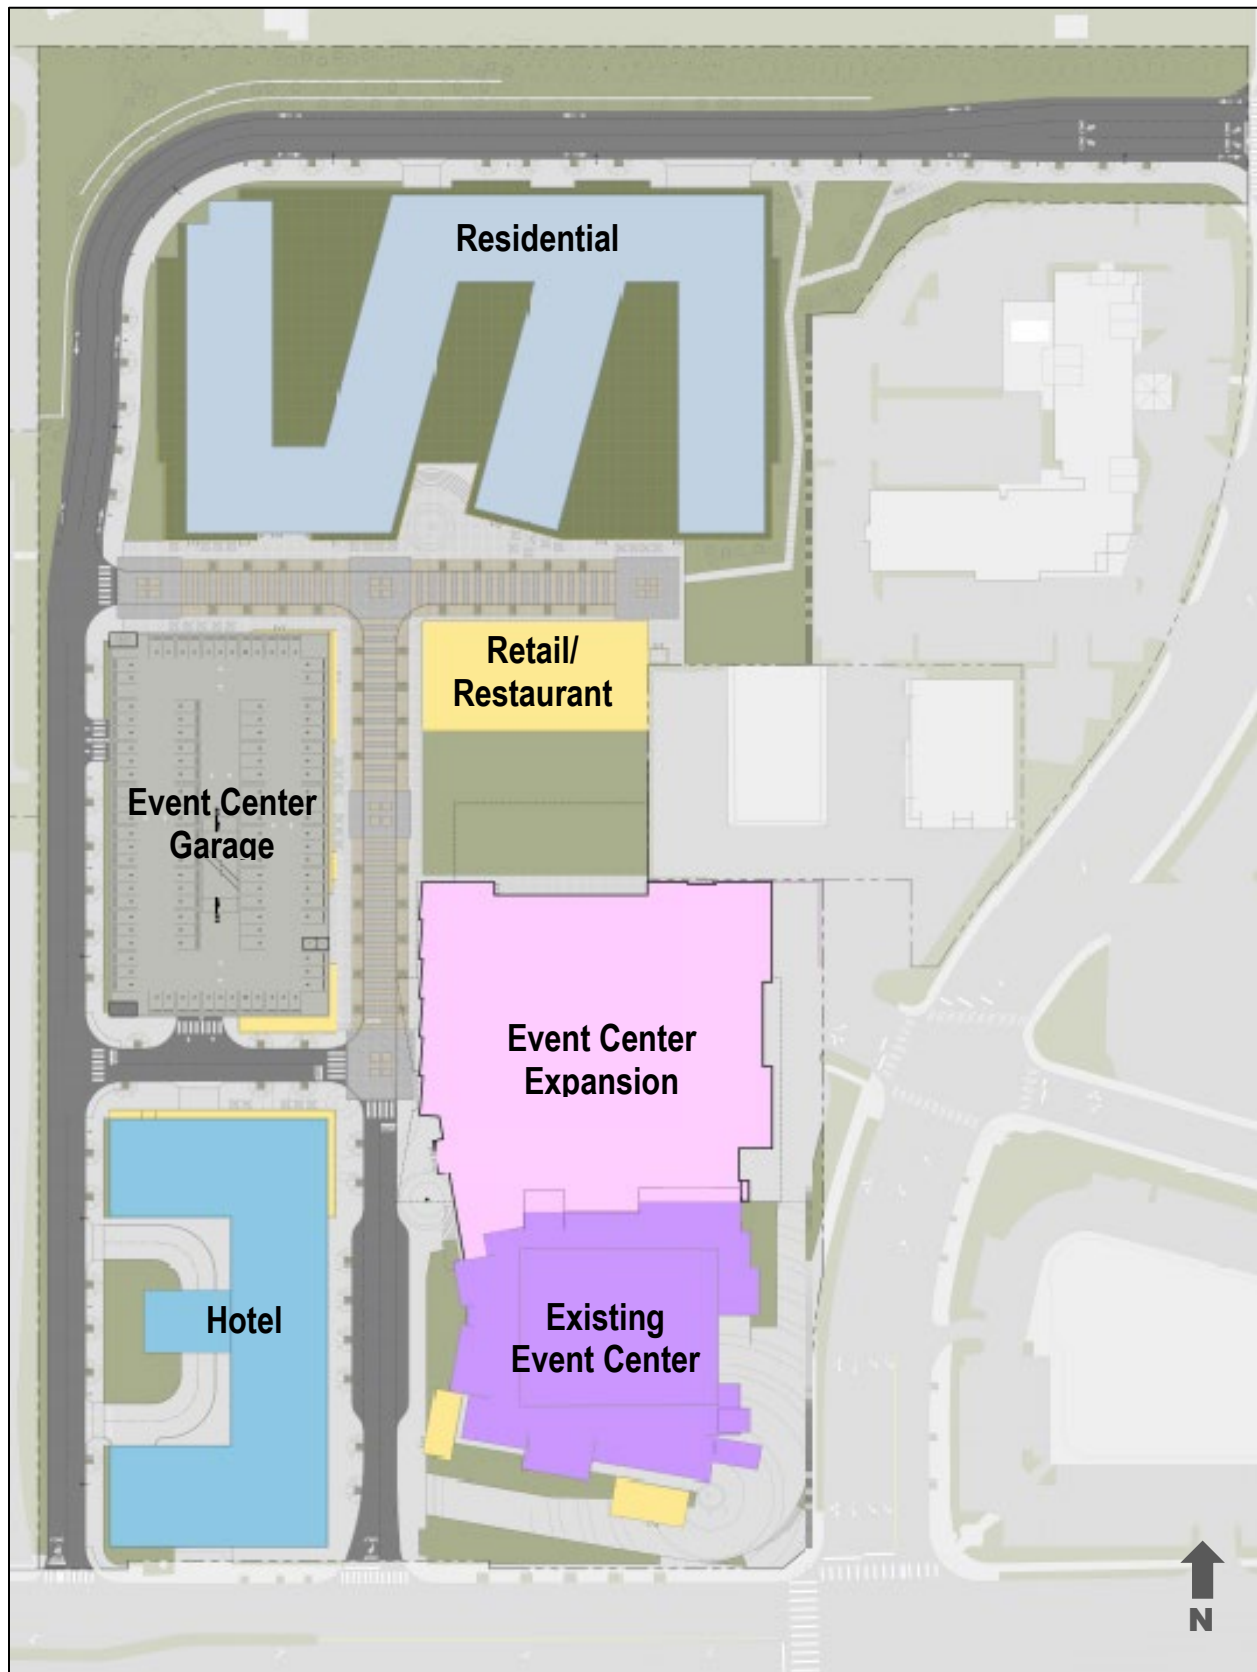 Residential
Retail/
Restaurant
Event Center
Garage
Event Center
Expansion
Hotel
Existing
Event Center
N